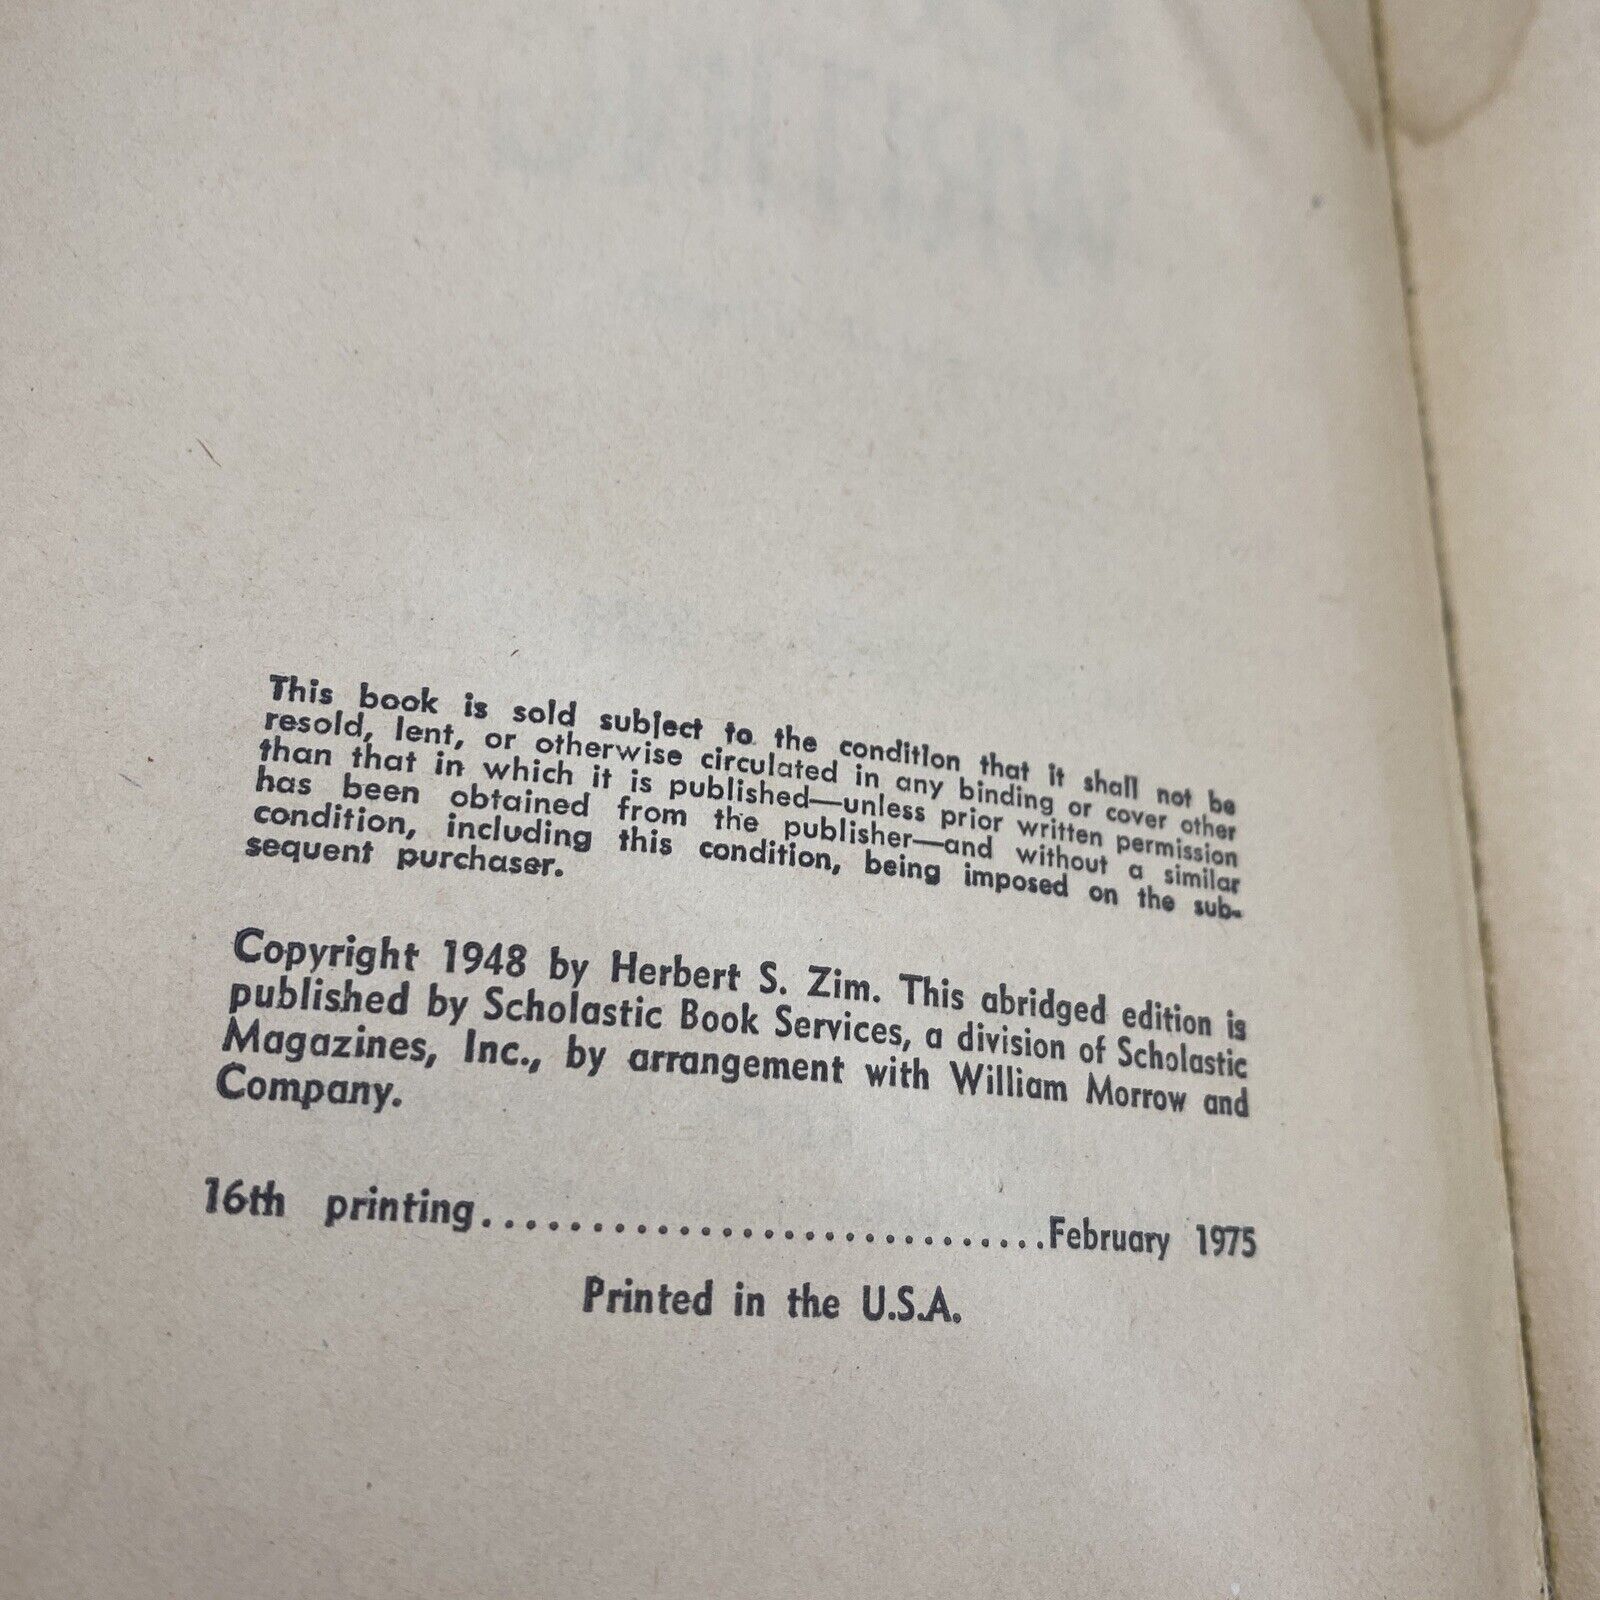 This book is sold subject to the condition that it shall not be
resold, lent, or otherwise circulated in any binding or cover other
than that in which it is published—unless prior written permission
has been obtained from the publisher—and without a similar
condition, including this condition, being imposed on the sub-
sequent purchaser.
Copyright 1948 by Herbert S. Zim. This abridged edition is
published by Scholastic Book Services, a division of Scholastic
Magazines, Inc., by arrangement with William Morrow and
Company.
16th printing..........................February 1975
Printed in the U.S.A.